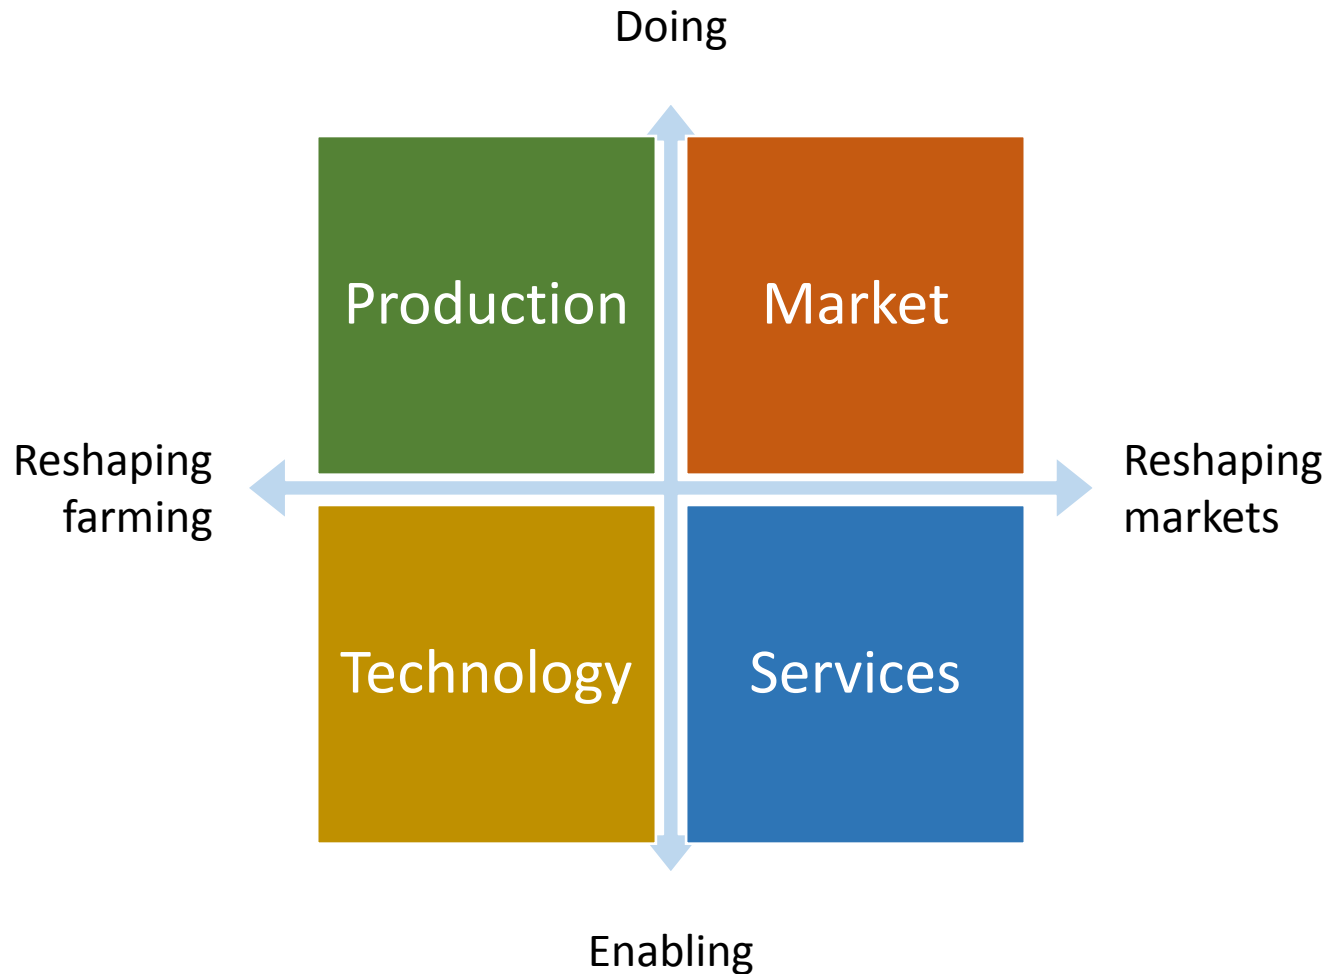 Doing
Production
Market
Reshaping
farming
Reshaping
markets
Technology
Services
Enabling